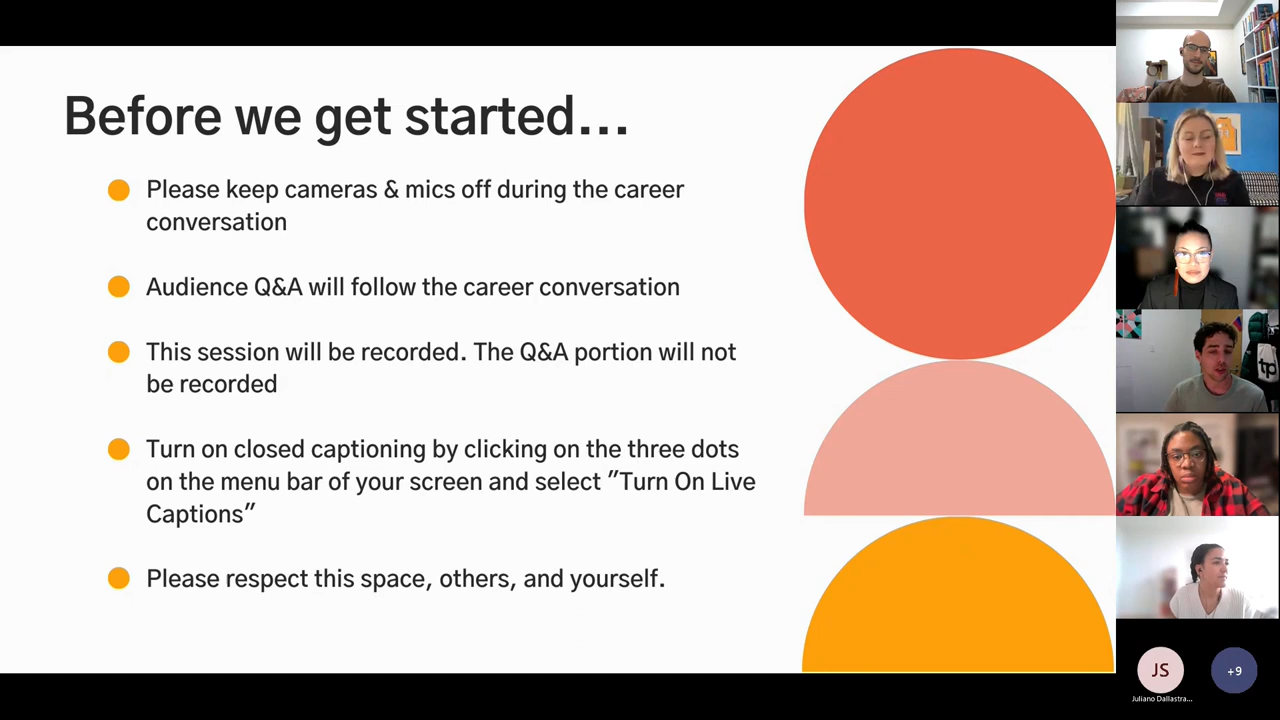 Before we get started...
Please keep cameras & mics off during the career
conversation
Audience Q&A will follow the career conversation
This session will be recorded. The Q&A portion will not
be recorded
Turn on closed captioning by clicking on the three dots
on the menu bar of your screen and select "Turn On Live
Captions"
Please respect this space, others, and yourself.
tp
JS
+9
Juliano Dallastra...